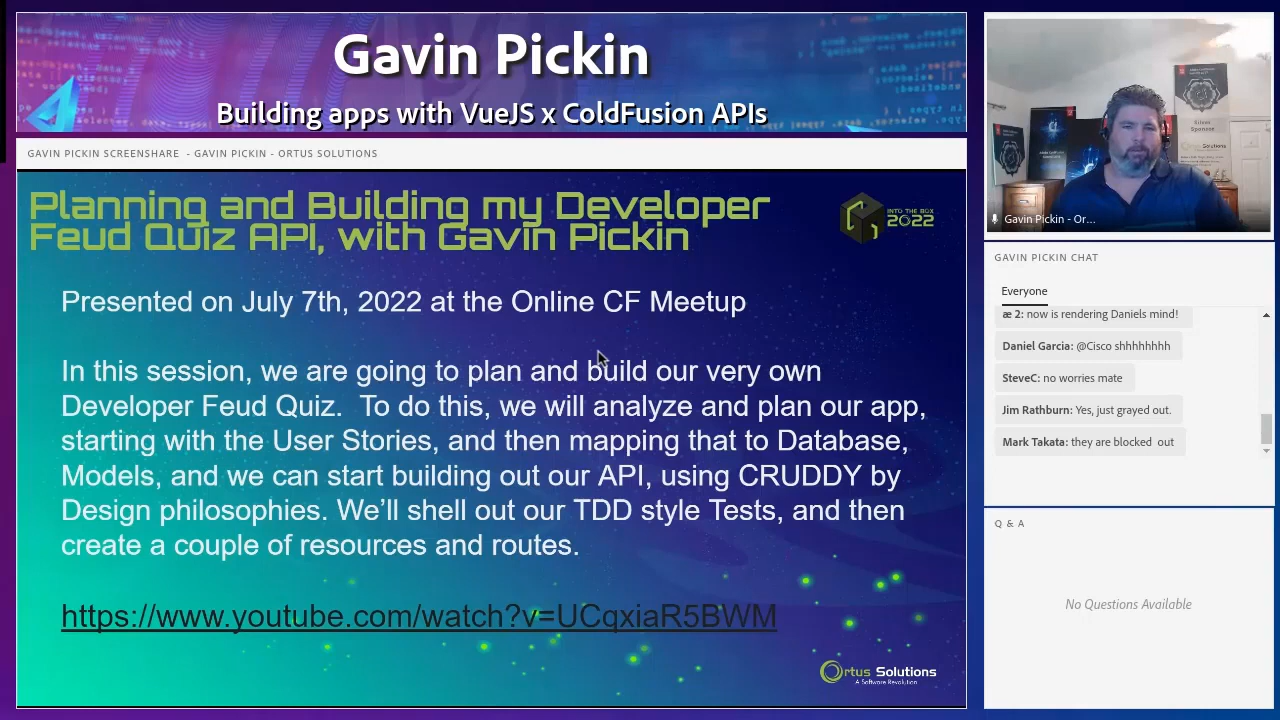 Gavin Pickin
Building apps with VueJS x ColdFusion APIs
GAVIN PICKIN SCREENSHARE - GAVIN PICKIN - ORTUS SOLUTIONS
Planning and Building my Developer
Feud Quiz API, with Gavin Pickin
INTO THE BOX
2022
Presented on July 7th, 2022 at the Online CF Meetup
In this session, we are going to plan and build our very own
Developer Feud Quiz. To do this, we will analyze and plan our app,
starting with the User Stories, and then mapping that to Database,
Models, and we can start building out our API, using CRUDDY by
Design philosophies. We’ll shell out our TDD style Tests, and then
create a couple of resources and routes.
https://www.youtube.com/watch?v=UCqxiaR5BWM
Ortus Solutions
A Software Revolution
Silver
Sponsor
Gavin Pickin - Or...
GAVIN PICKIN CHAT
Everyone
æ 2: now is rendering Daniels mind!
Daniel Garcia: @Cisco shhhhhhhh
SteveC: no worries mate
Jim Rathburn: Yes, just grayed out.
Mark Takata: they are blocked out
Q & A
No Questions Available